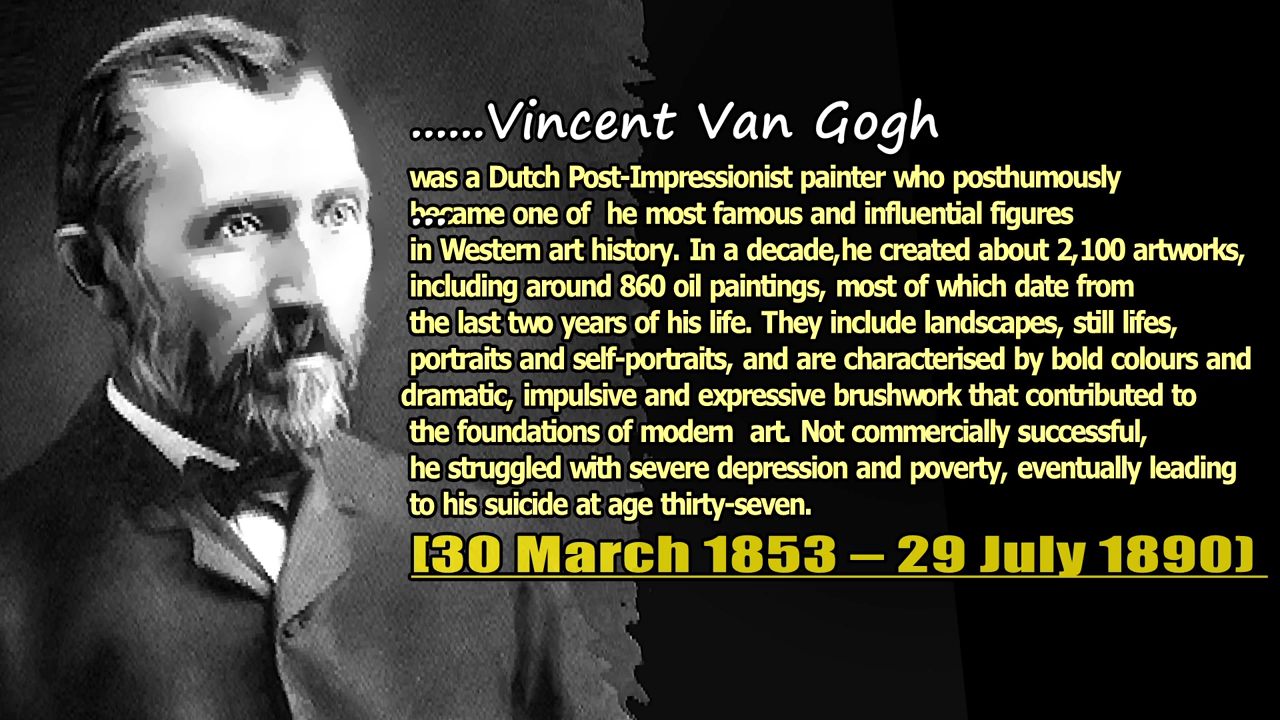 ......Vincent Van Gogh
was a Dutch Post-Impressionist painter who posthumously
became one of  he most famous and influential figures
...
in Western art history. In a decade,he created about 2,100 artworks,
including around 860 oil paintings, most of which date from
the last two years of his life. They include landscapes, still lifes,
portraits and self-portraits, and are characterised by bold colours and
dramatic, impulsive and expressive brushwork that contributed to
the foundations of modern  art. Not commercially successful,
he struggled with severe depression and poverty, eventually leading
to his suicide at age thirty-seven.
[30 March 1853 – 29 July 1890)